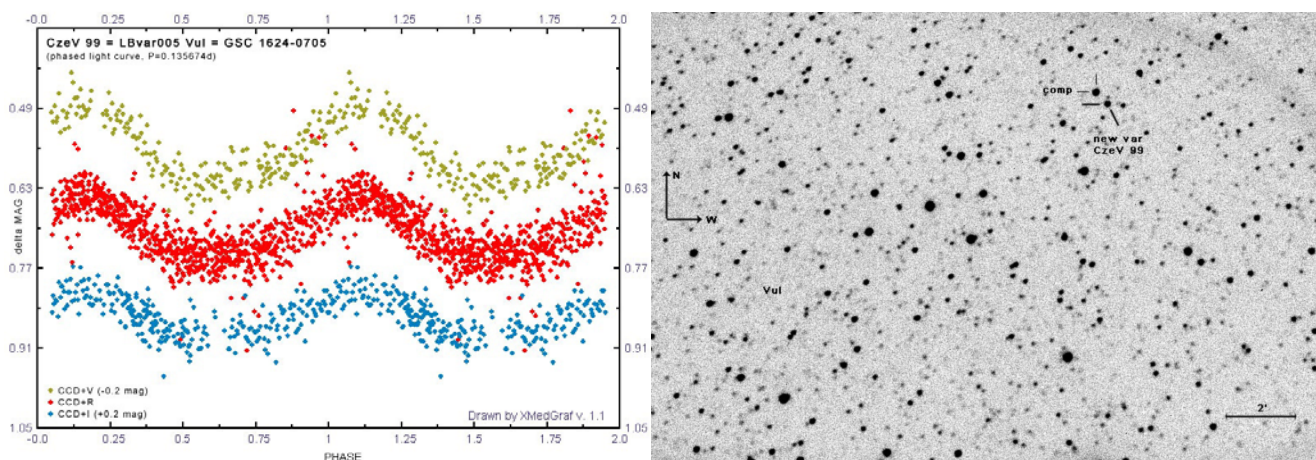 -0.0 0.25 0.5 0.75 1.0 1.25 1.5 1.75 2.0
CzeV 99 = LBvar005 Vul = GSC 1624-0705
(phased light curve, P=0.135674d)
0.49 0.49
0.63 0.63
delta MAG
0.77 0.77
0.91 0.91
CCD+V (-0.2 mag)
CCD+R
CCD+I (+0.2 mag)
Drawn by XMedGraf v. 1.1
1.05 1.05
-0.0 0.25 0.5 0.75 1 1.25 1.5 1.75 2.0
PHASE
comp
new var
CzeV 99
N
W
Vul
2'